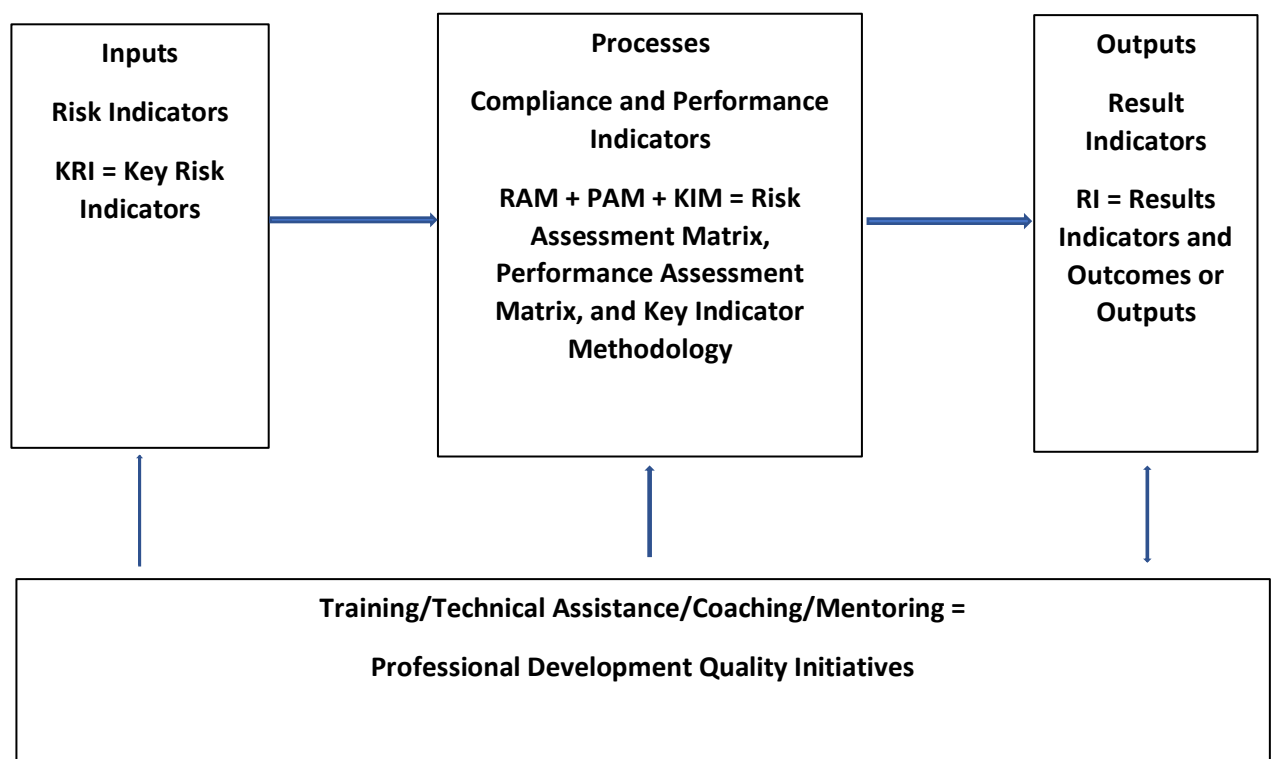 Inputs
Risk Indicators
KRI = Key Risk
Indicators
Processes
Compliance and Performance
Indicators
RAM + PAM + KIM = Risk
Assessment Matrix,
Performance Assessment
Matrix, and Key Indicator
Methodology
Outputs
Result
Indicators
RI = Results
Indicators and
Outcomes or
Outputs
Training/Technical Assistance/Coaching/Mentoring =
Professional Development Quality Initiatives